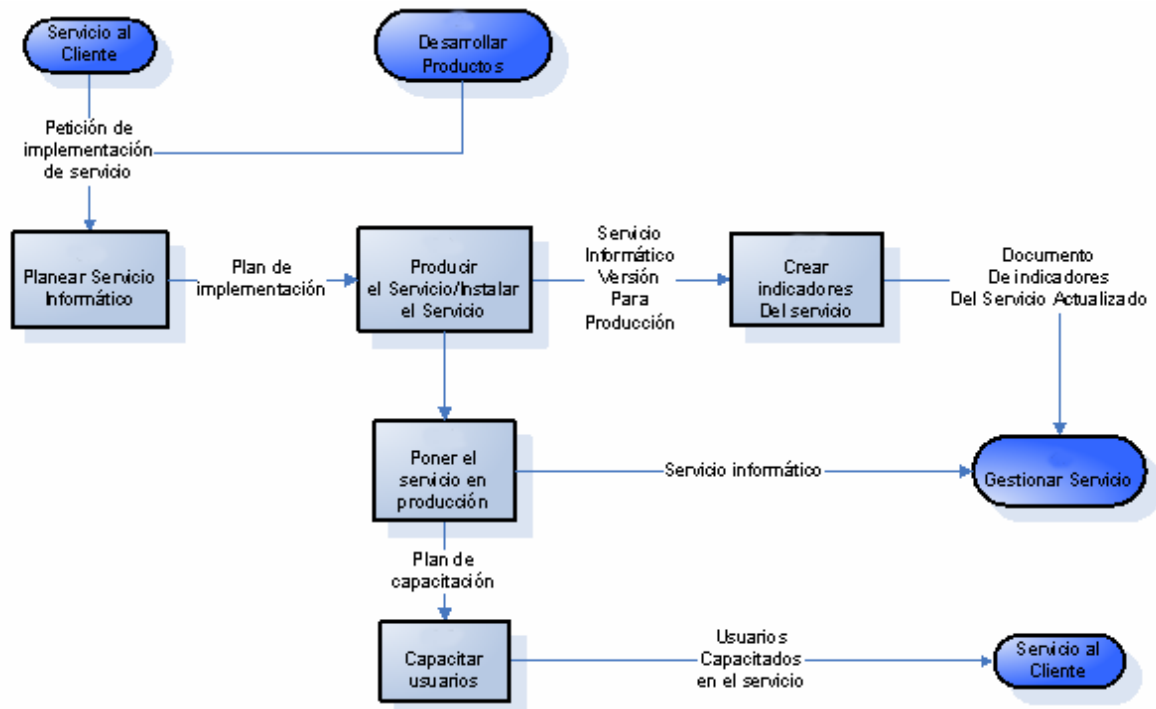 Servicio al
Cliente
Desarrollar
Productos
Petición de
implementación
de servicio
Planear Servicio
Informático
Plan de
implementación
Producir
el Servicio/Instalar
el Servicio
Servicio
Informático
Versión
Para
Producción
Crear
indicadores
Del servicio
Documento
De indicadores
Del Servicio Actualizado
Poner el
servicio en
producción
Servicio informático
Gestionar Servicio
Plan de
capacitación
Capacitar
usuarios
Usuarios
Capacitados
en el servicio
Servicio al
Cliente